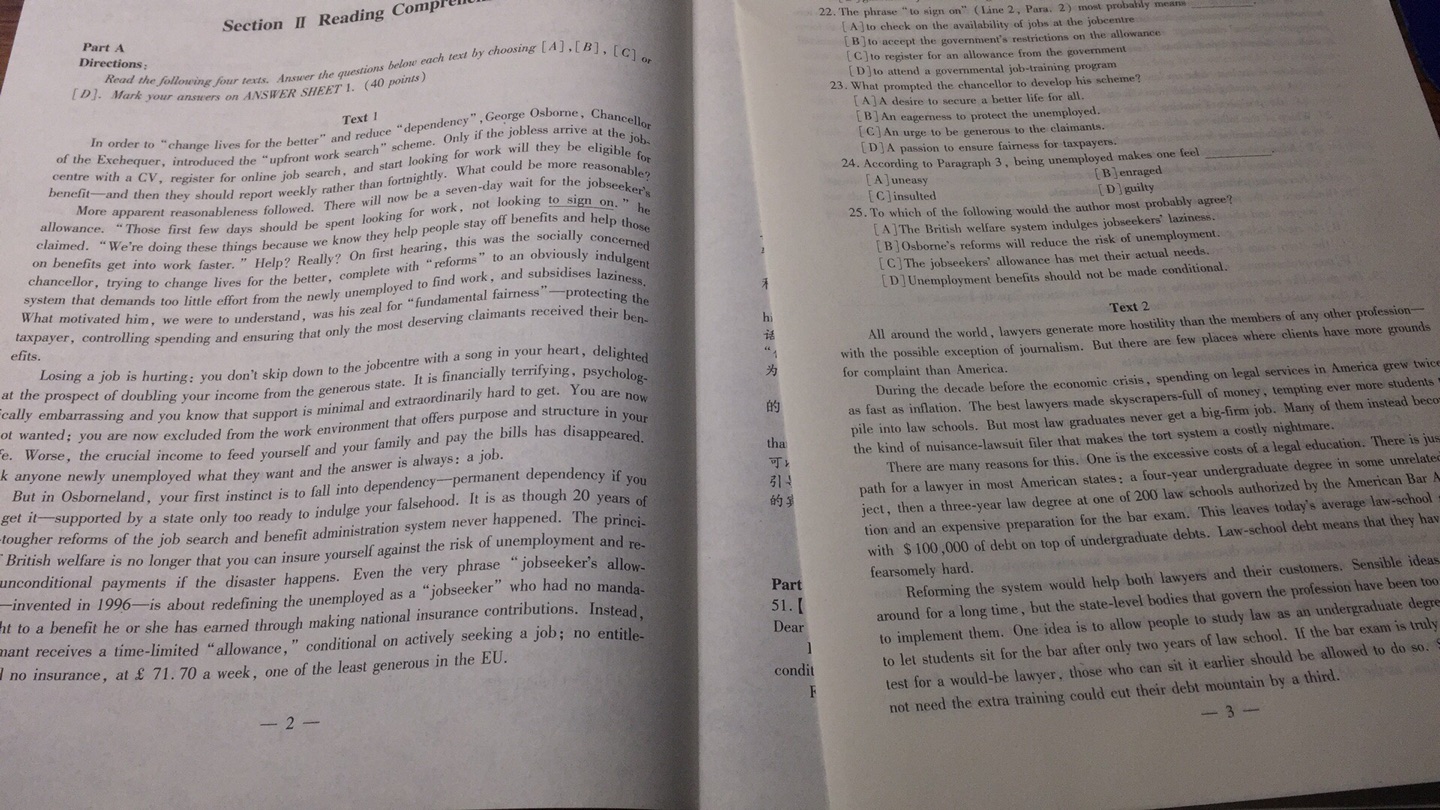 Section Ⅱ Reading
Part A
Directions:
Read the following four texts. Answer the questions below each text by choosing [A], [B], [C] or
[D]. Mark your answers on ANSWER SHEET 1. (40 points)
Text 1
In order to “change lives for the better” and reduce “dependency”, George Osborne, Chancellor
of the Exchequer, introduced the “upfront work search” scheme. Only if the jobless arrive at the job-
centre with a CV, register for online job search, and start looking for work will they be eligible for
benefit—and then they should report weekly rather than fortnightly. What could be more reasonable?
More apparent reasonableness followed. There will now be a seven-day wait for the jobseeker’s
allowance. “Those first few days should be spent looking for work, not looking to sign on.” he
claimed. “We’re doing these things because we know they help people stay off benefits and help those
on benefits get into work faster.” Help? Really? On first hearing, this was the socially concerned
chancellor, trying to change lives for the better, complete with “reforms” to an obviously indulgent
system that demands too little effort from the newly unemployed to find work, and subsidises laziness.
What motivated him, we were to understand, was his zeal for “fundamental fairness”—protecting the
taxpayer, controlling spending and ensuring that only the most deserving claimants received their ben-
efits.
Losing a job is hurting: you don’t skip down to the jobcentre with a song in your heart, delighted
at the prospect of doubling your income from the generous state. It is financially terrifying, psycholog-
ically embarrassing and you know that support is minimal and extraordinarily hard to get. You are now
ot wanted; you are now excluded from the work environment that offers purpose and structure in your
fe. Worse, the crucial income to feed yourself and your family and pay the bills has disappeared.
k anyone newly unemployed what they want and the answer is always: a job.
But in Osborneland, your first instinct is to fall into dependency—permanent dependency if you
get it—supported by a state only too ready to indulge your falsehood. It is as though 20 years of
tougher reforms of the job search and benefit administration system never happened. The princi-
British welfare is no longer that you can insure yourself against the risk of unemployment and re-
unconditional payments if the disaster happens. Even the very phrase “jobseeker’s allow-
—invented in 1996—is about redefining the unemployed as a “jobseeker” who had no manda-
ht to a benefit he or she has earned through making national insurance contributions. Instead,
mant receives a time-limited “allowance,” conditional on actively seeking a job; no entitle-
no insurance, at £ 71.70 a week, one of the least generous in the EU.
— 2 —
话
“
为
的
tha
可
引
的
Part
51. [
Dear
condit
22. The phrase “to sign on” (Line 2, Para. 2) most probably means ________.
[A]to check on the availability of jobs at the jobcentre
[B]to accept the government’s restrictions on the allowance
[C]to register for an allowance from the government
[D]to attend a governmental job-training program
23. What prompted the chancellor to develop his scheme?
[A]A desire to secure a better life for all.
[B]An eagerness to protect the unemployed.
[C]An urge to be generous to the claimants.
[D]A passion to ensure fairness for taxpayers.
24. According to Paragraph 3, being unemployed makes one feel ________.
[A]uneasy [B]enraged
[C]insulted [D]guilty
25. To which of the following would the author most probably agree?
[A]The British welfare system indulges jobseekers’ laziness.
[B]Osborne’s reforms will reduce the risk of unemployment.
[C]The jobseekers’ allowance has met their actual needs.
[D]Unemployment benefits should not be made conditional.
Text 2
All around the world, lawyers generate more hostility than the members of any other profession—
with the possible exception of journalism. But there are few places where clients have more grounds
for complaint than America.
During the decade before the economic crisis, spending on legal services in America grew twice
as fast as inflation. The best lawyers made skyscrapers-full of money, tempting ever more students
pile into law schools. But most law graduates never get a big-firm job. Many of them instead beco
the kind of nuisance-lawsuit filer that makes the tort system a costly nightmare.
There are many reasons for this. One is the excessive costs of a legal education. There is jus
path for a lawyer in most American states: a four-year undergraduate degree in some unrelated
ject, then a three-year law degree at one of 200 law schools authorized by the American Bar A
tion and an expensive preparation for the bar exam. This leaves today’s average law-school
with $100,000 of debt on top of undergraduate debts. Law-school debt means that they hav
fearsomely hard.
Reforming the system would help both lawyers and their customers. Sensible ideas
around for a long time, but the state-level bodies that govern the profession have been too
to implement them. One idea is to allow people to study law as an undergraduate degre
to let students sit for the bar after only two years of law school. If the bar exam is truly
test for a would-be lawyer, those who can sit it earlier should be allowed to do so. S
not need the extra training could cut their debt mountain by a third.
— 3 —